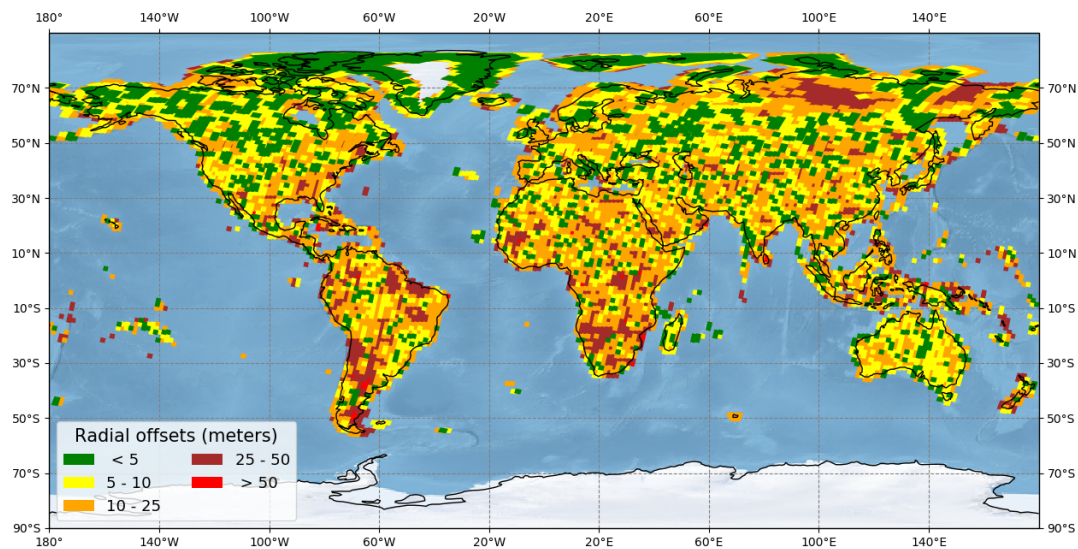 180° 140°W 100°W 60°W 20°W 20°E 60°E 100°E 140°E
70°N 70°N
50°N 50°N
30°N 30°N
10°N 10°N
10°S 10°S
30°S 30°S
50°S 50°S
Radial offsets (meters)
< 5 25 - 50
5 - 10 > 50
10 - 25
70°S 70°S
90°S 90°S
180° 140°W 100°W 60°W 20°W 20°E 60°E 100°E 140°E